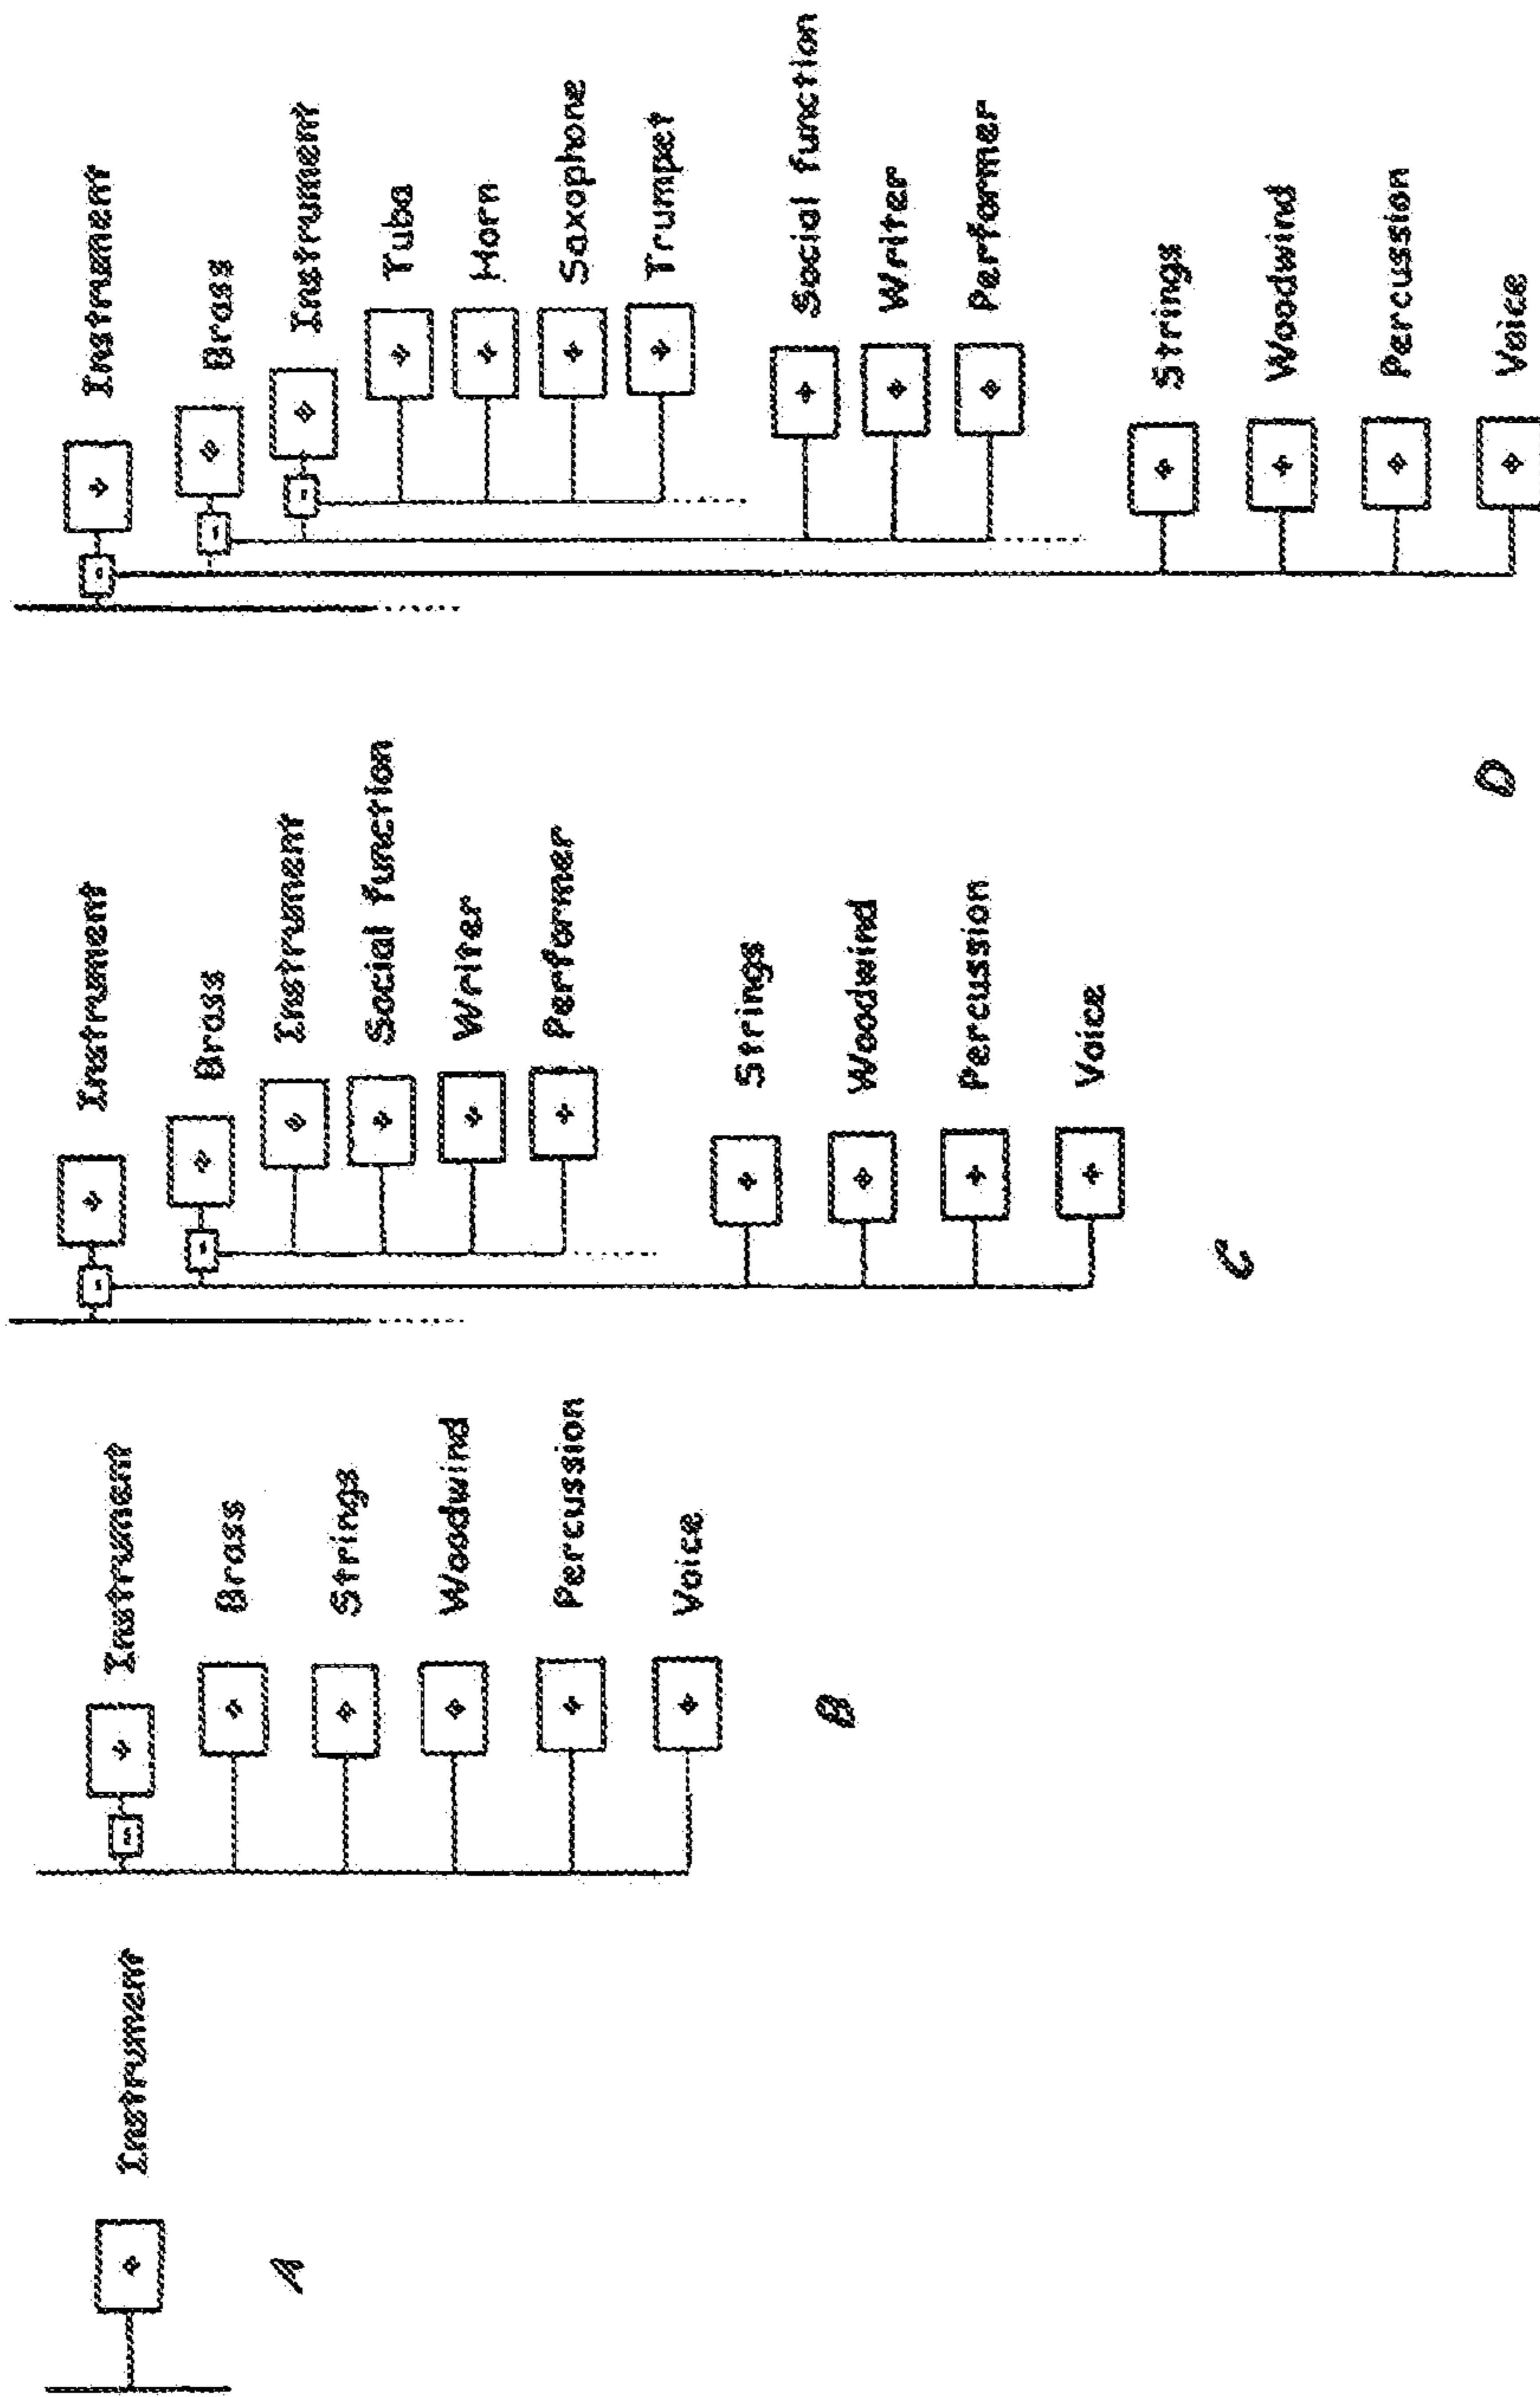 Instrument
A
Instrument
Brass
Strings
Woodwind
Percussion
Voice
B
Instrument
Brass
Instrument
Social function
Writer
Performer
Strings
Woodwind
Percussion
Voice
C
Instrument
Brass
Instrument
Tuba
Horn
Saxophone
Trumpet
Social function
Writer
Performer
Strings
Woodwind
Percussion
Voice
D